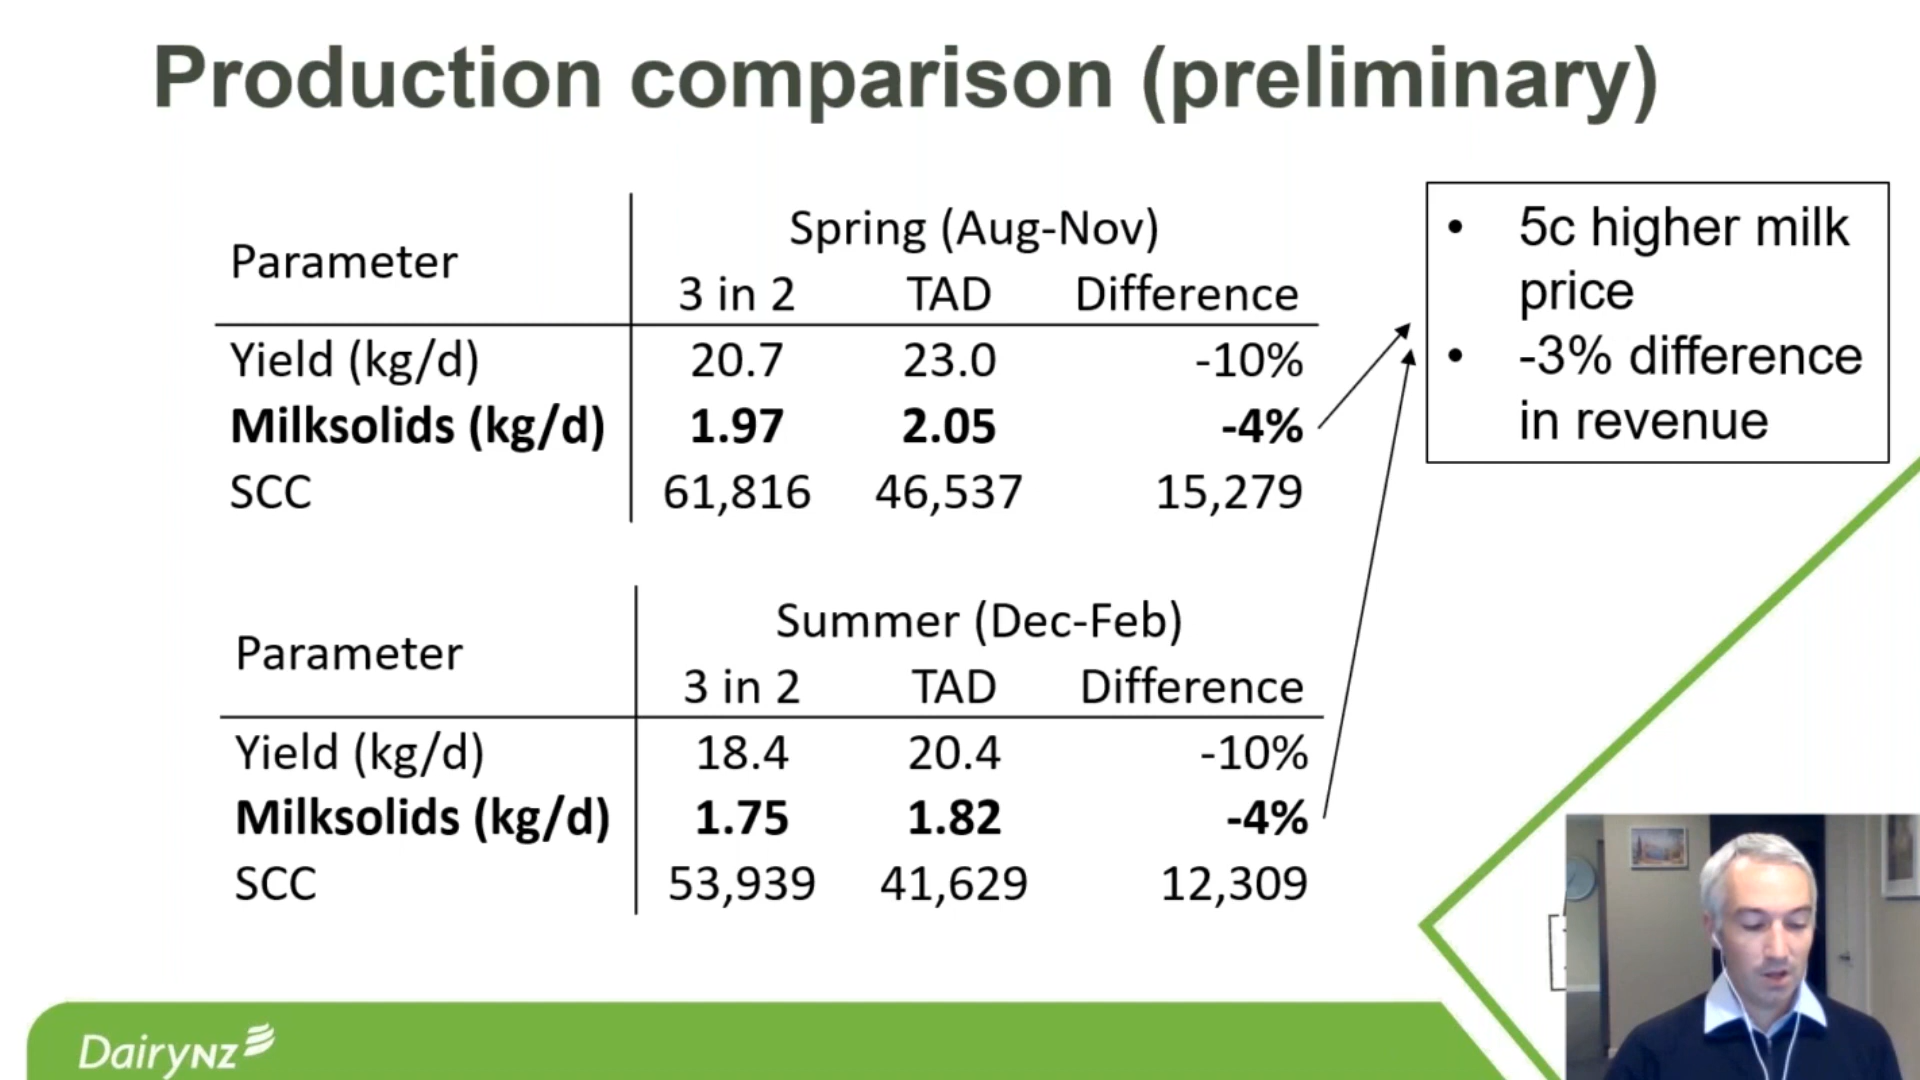 Production comparison (preliminary)
Parameter
Spring (Aug-Nov)
3 in 2 TAD Difference
Yield (kg/d) 20.7 23.0 -10%
Milksolids (kg/d) 1.97 2.05 -4%
SCC 61,816 46,537 15,279
• 5c higher milk
price
• -3% difference
in revenue
Parameter
Summer (Dec-Feb)
3 in 2 TAD Difference
Yield (kg/d) 18.4 20.4 -10%
Milksolids (kg/d) 1.75 1.82 -4%
SCC 53,939 41,629 12,309
DairyNZ